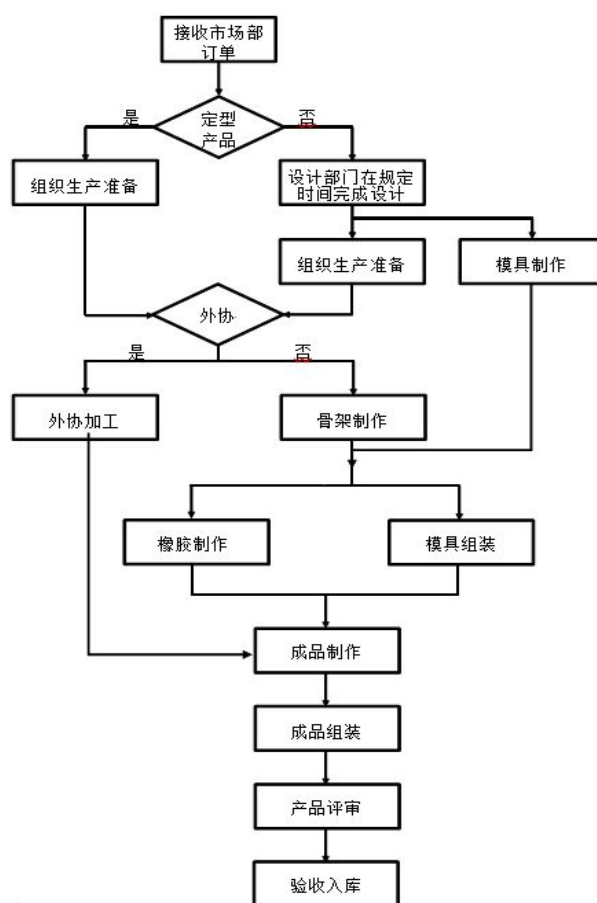 接收市场部
订单
是
定型
产品
否
组织生产准备
设计部门在规定
时间完成设计
组织生产准备
模具制作
外协
是
否
外协加工
骨架制作
橡胶制作
模具组装
成品制作
成品组装
产品评审
验收入库